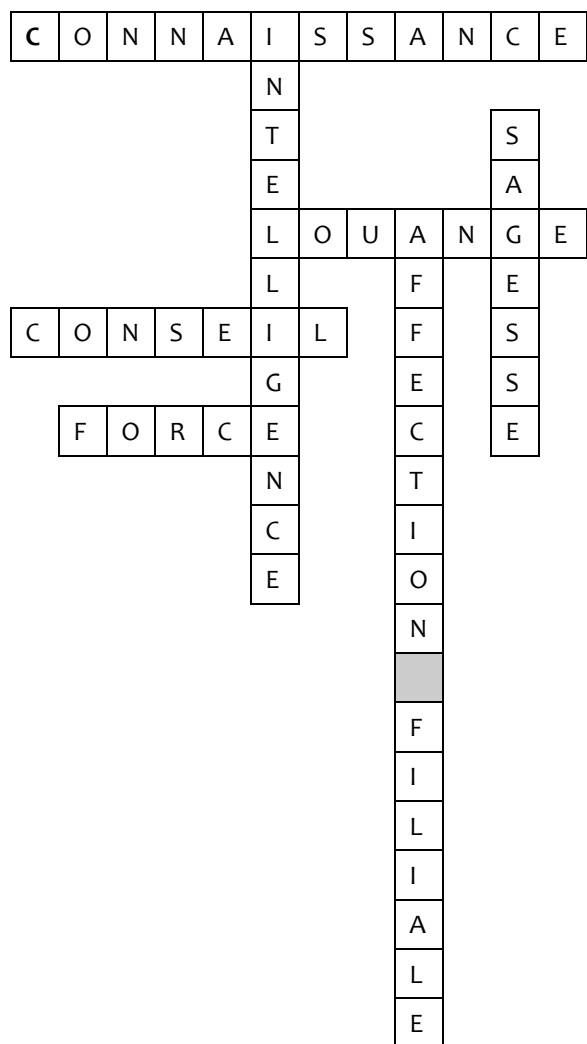 CONNAISSANCE
INTELLIGENCE
SAGESSE
LOUANGE
AFFECTION FILIALE
CONSEIL
FORCE